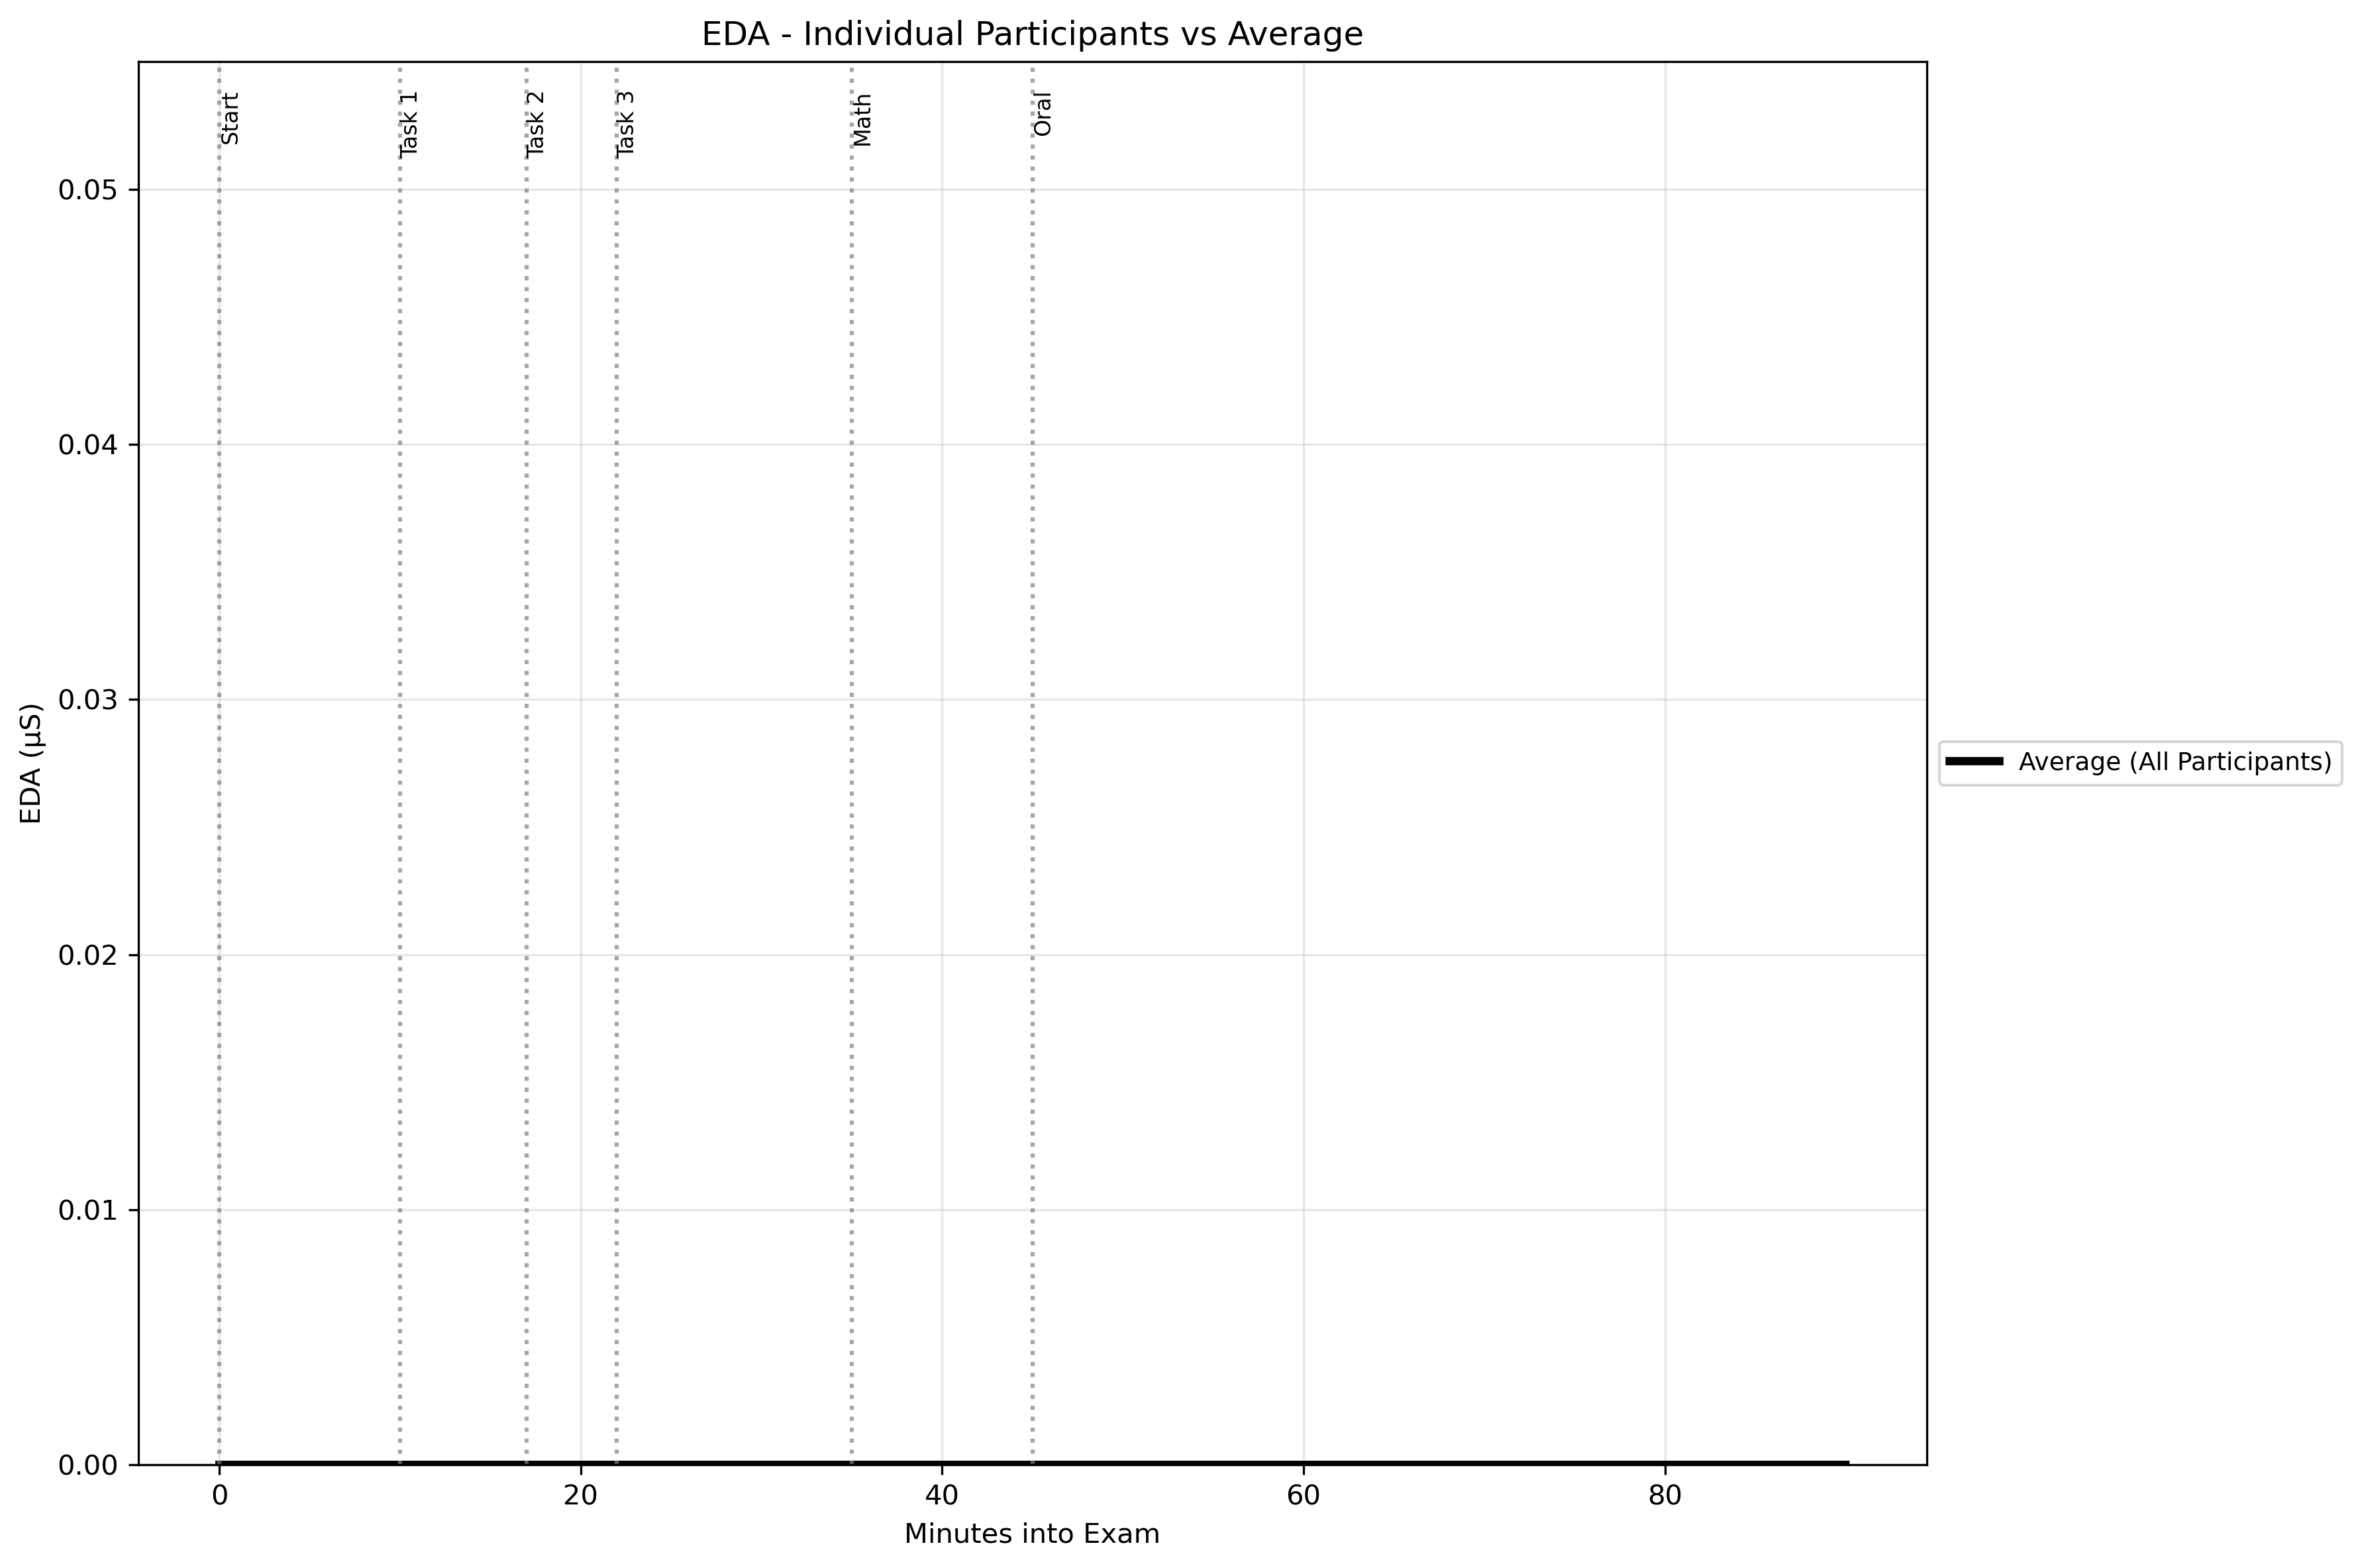 EDA - Individual Participants vs Average
Start
Task 1
Task 2
Task 3
Math
Oral
0.05
0.04
0.03
0.02
0.01
0.00
EDA (µS)
0
20
40
60
80
Minutes into Exam
Average (All Participants)